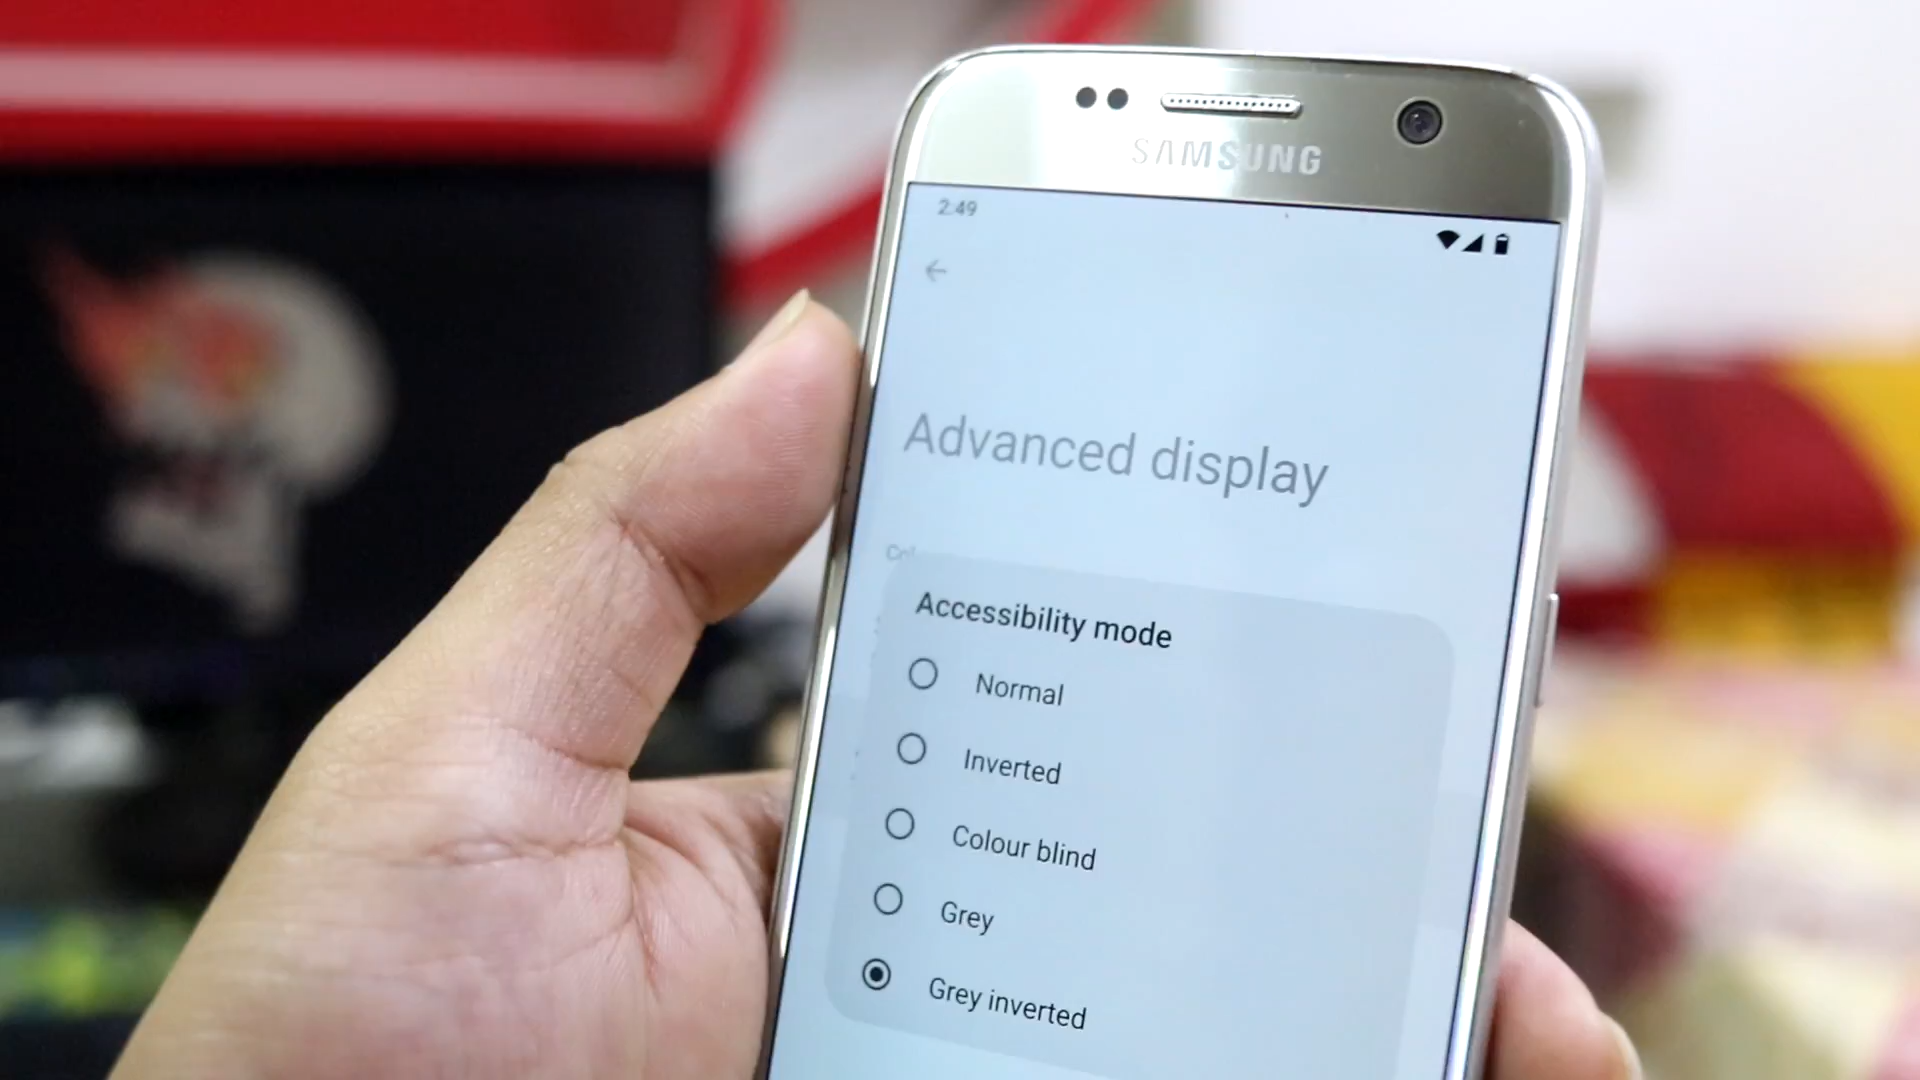 SAMSUNG
2:49
Advanced display
Accessibility mode
Normal
Inverted
Colour blind
Grey
Grey inverted